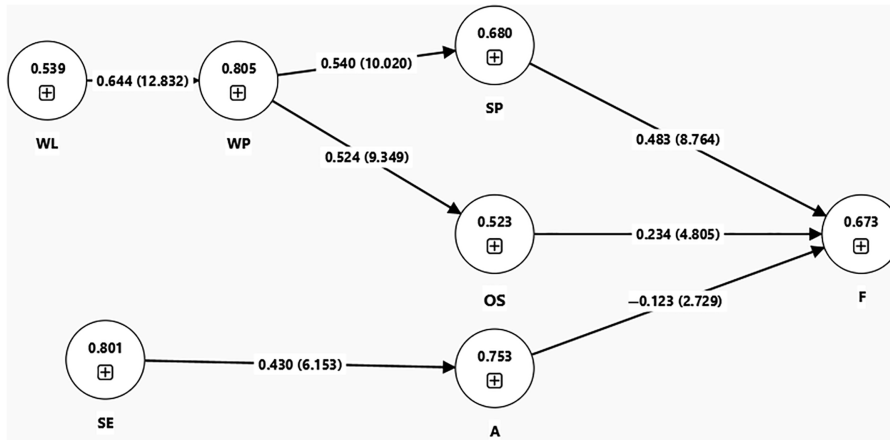 0.539
WL
0.644 (12.832)
0.805
WP
0.540 (10.020)
0.680
SP
0.524 (9.349)
0.483 (8.764)
0.523
OS
0.234 (4.805)
0.673
F
−0.123 (2.729)
0.801
SE
0.430 (6.153)
0.753
A